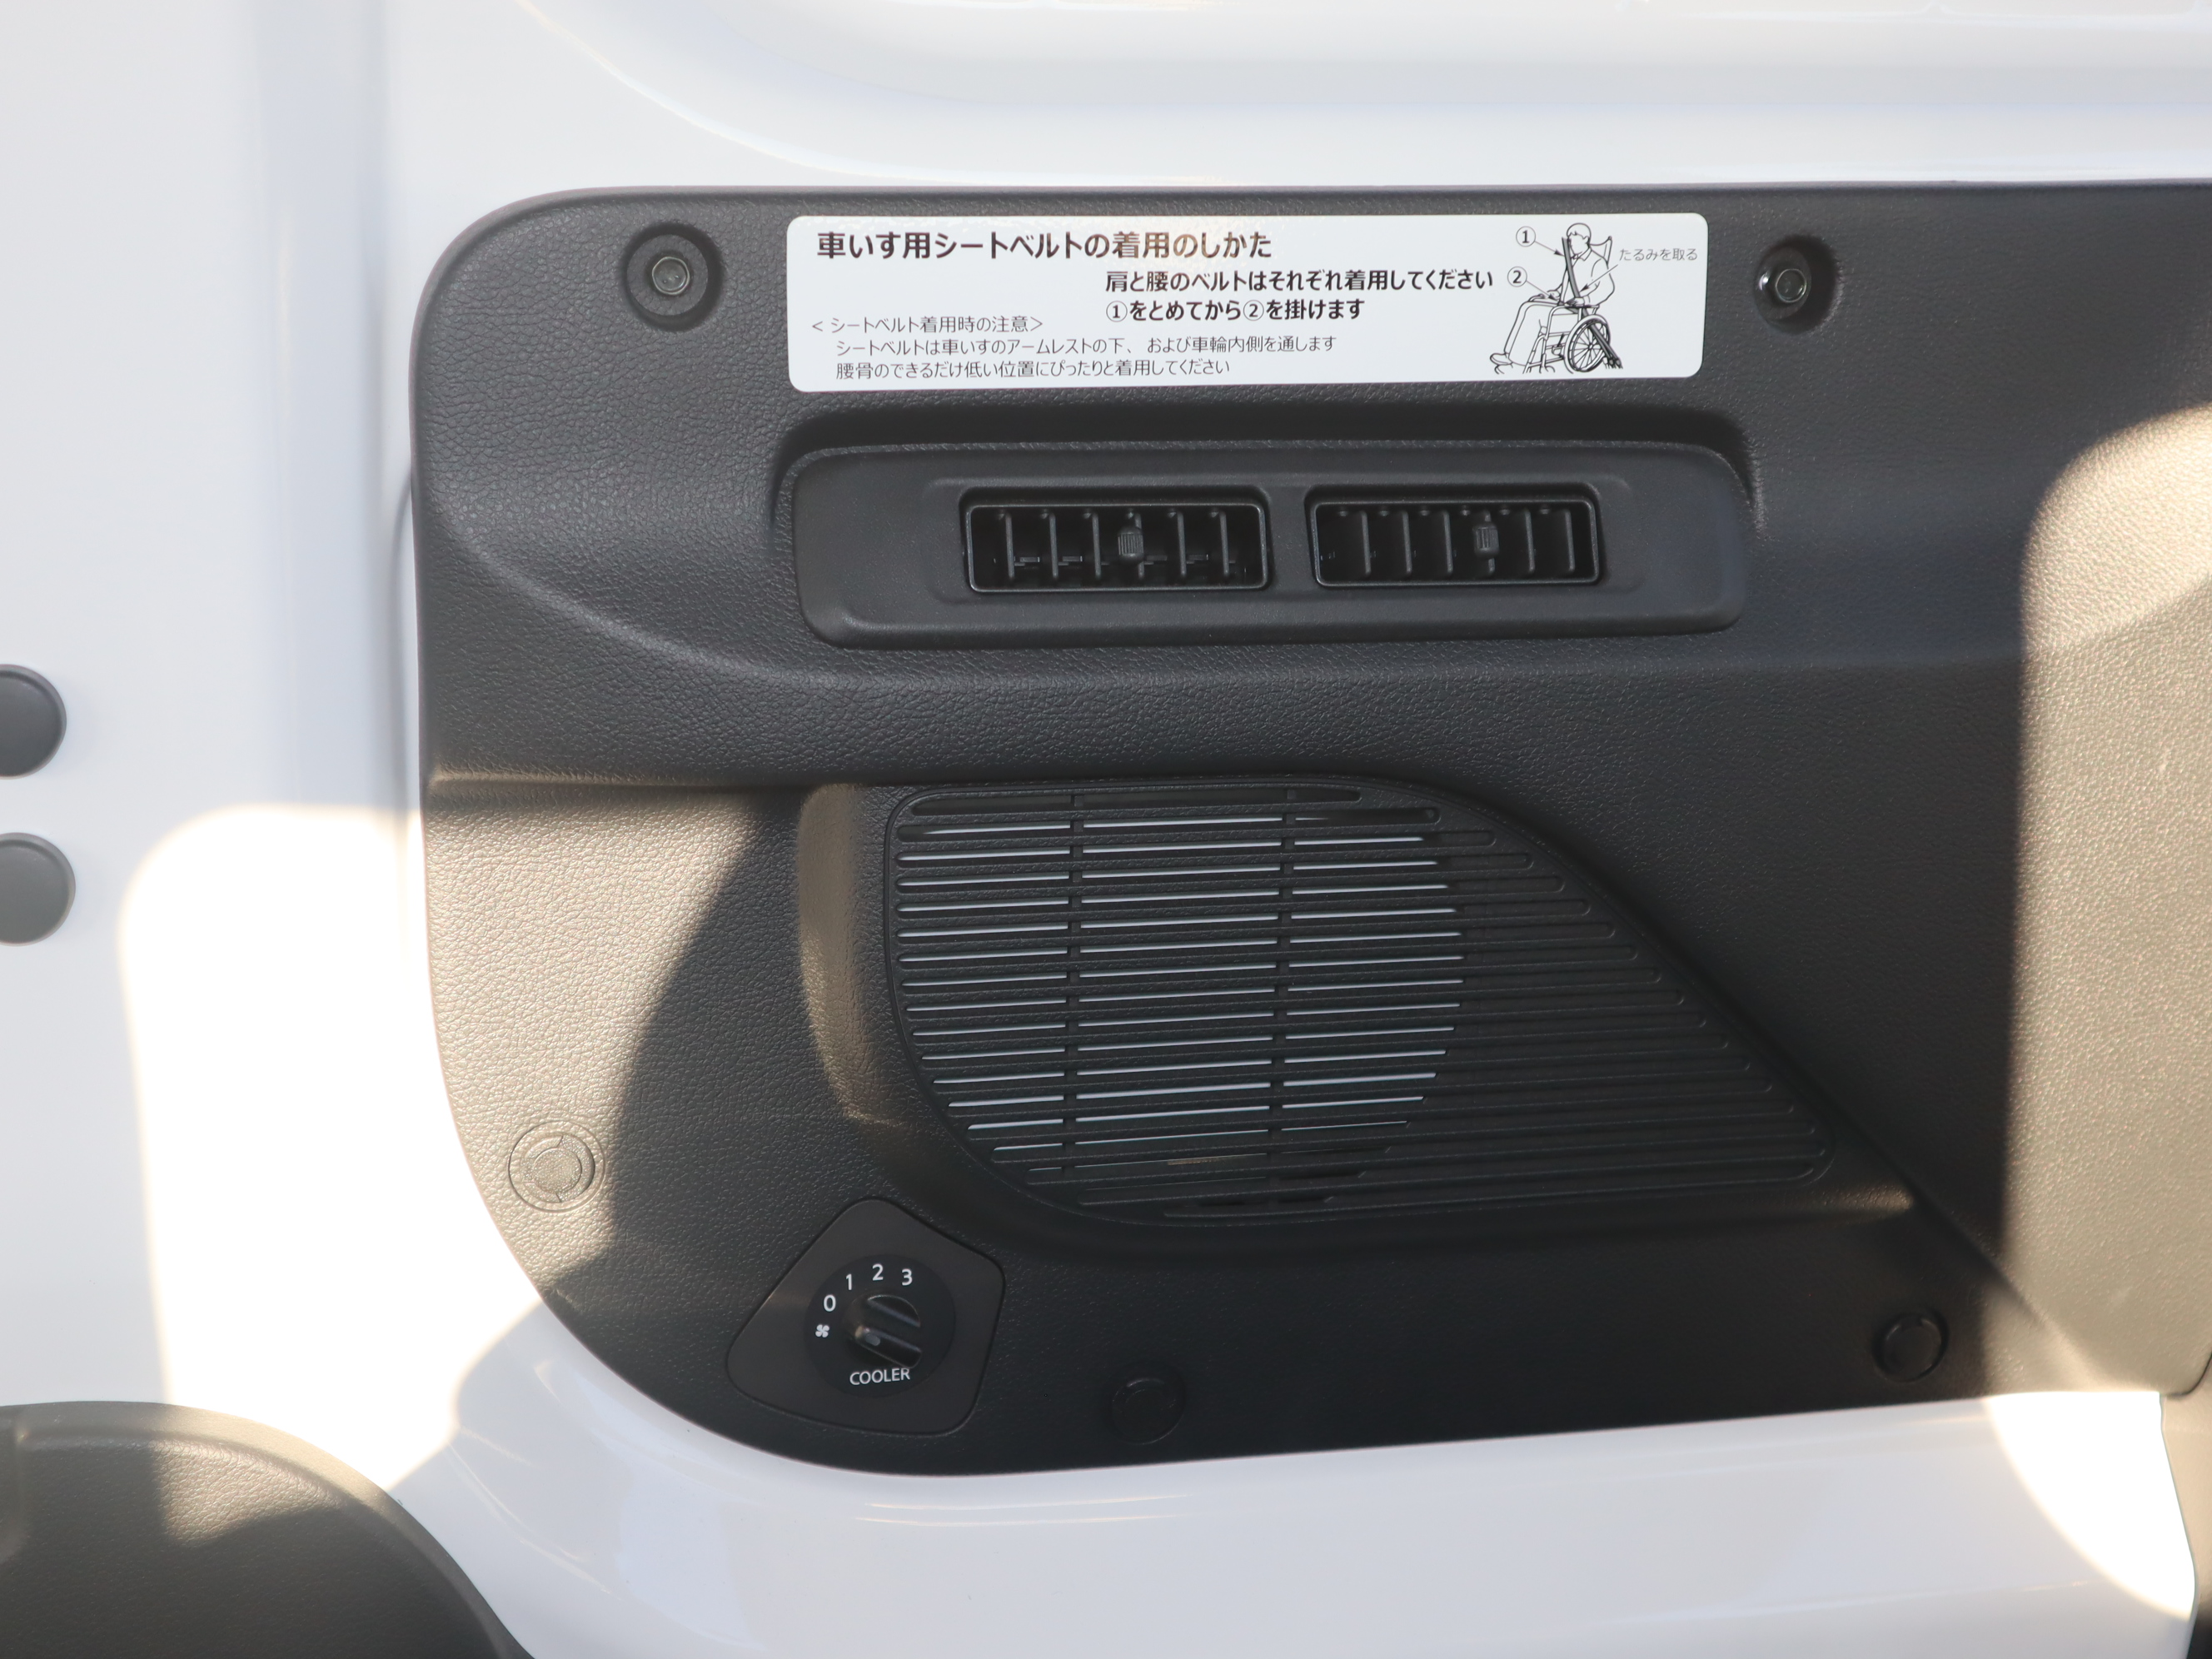 車いす用シートベルトの着用のしかた
肩と腰のベルトはそれぞれ着用してください
①をとめてから②を掛けます
<シートベルト着用時の注意>
シートベルトは車いすのアームレストの下、および車輪内側を通します
腰骨のできるだけ低い位置にぴったりと着用してください
①
②
たるみを取る
0 1 2 3
COOLER